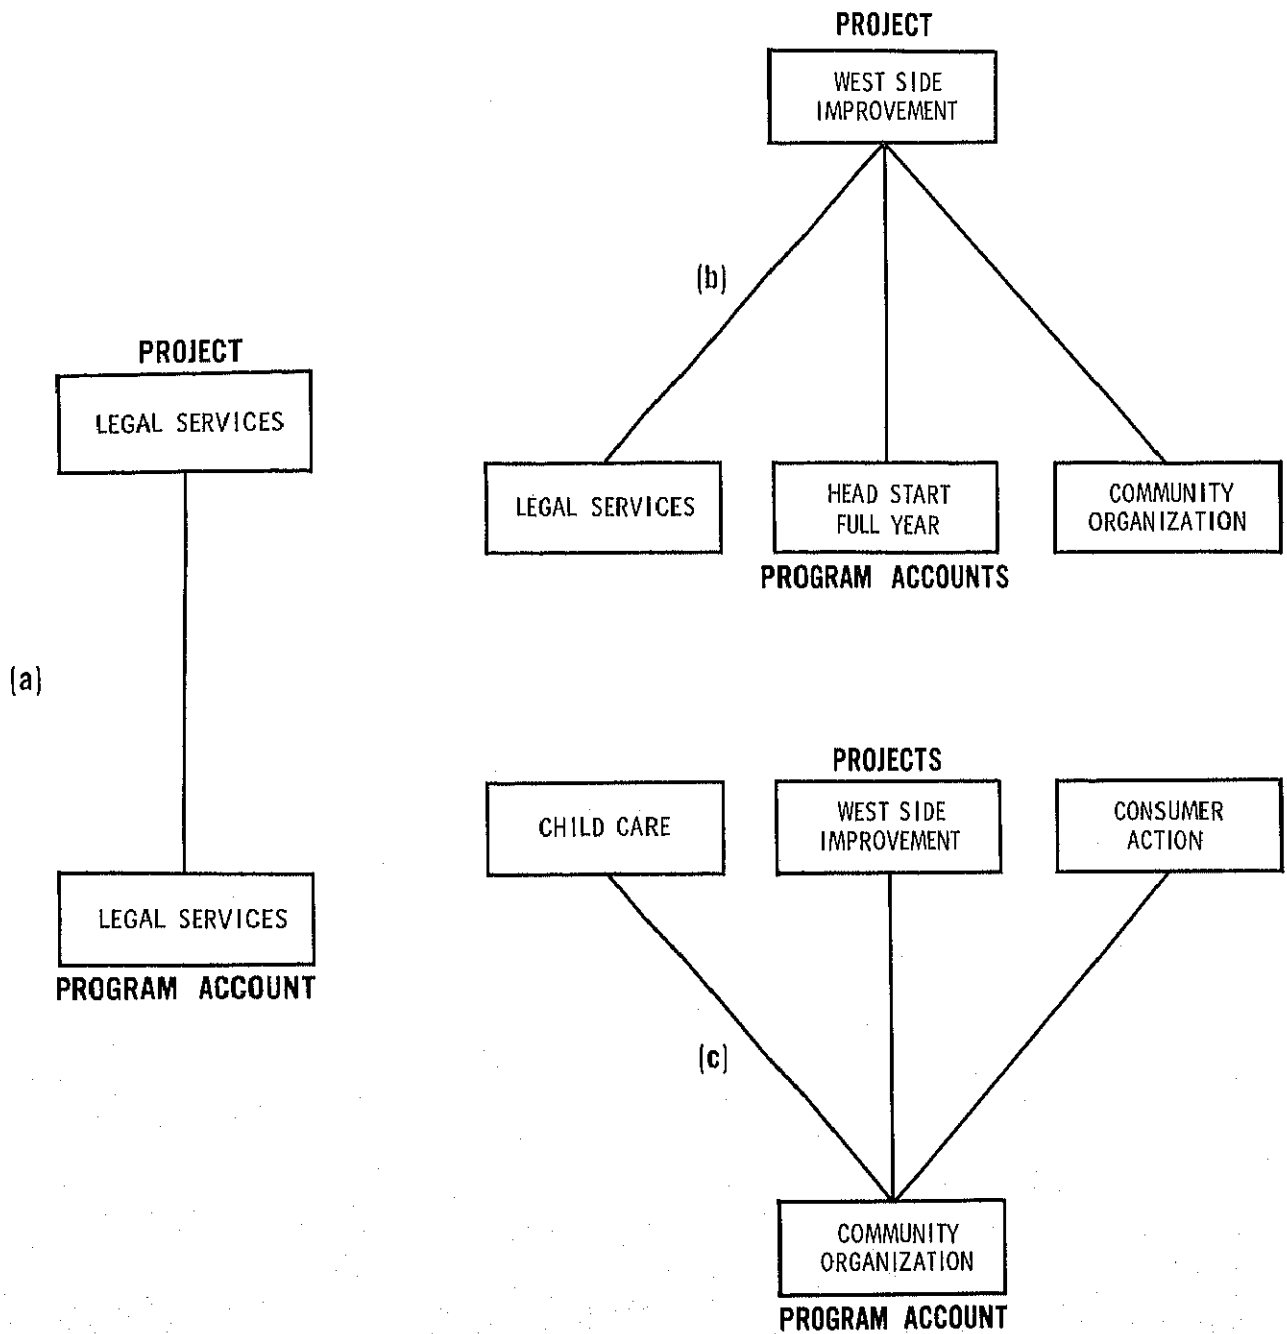 PROJECT
LEGAL SERVICES
(a)
LEGAL SERVICES
PROGRAM ACCOUNT
PROJECT
WEST SIDE
IMPROVEMENT
(b)
LEGAL SERVICES
HEAD START
FULL YEAR
COMMUNITY
ORGANIZATION
PROGRAM ACCOUNTS
PROJECTS
CHILD CARE
WEST SIDE
IMPROVEMENT
CONSUMER
ACTION
(c)
COMMUNITY
ORGANIZATION
PROGRAM ACCOUNT